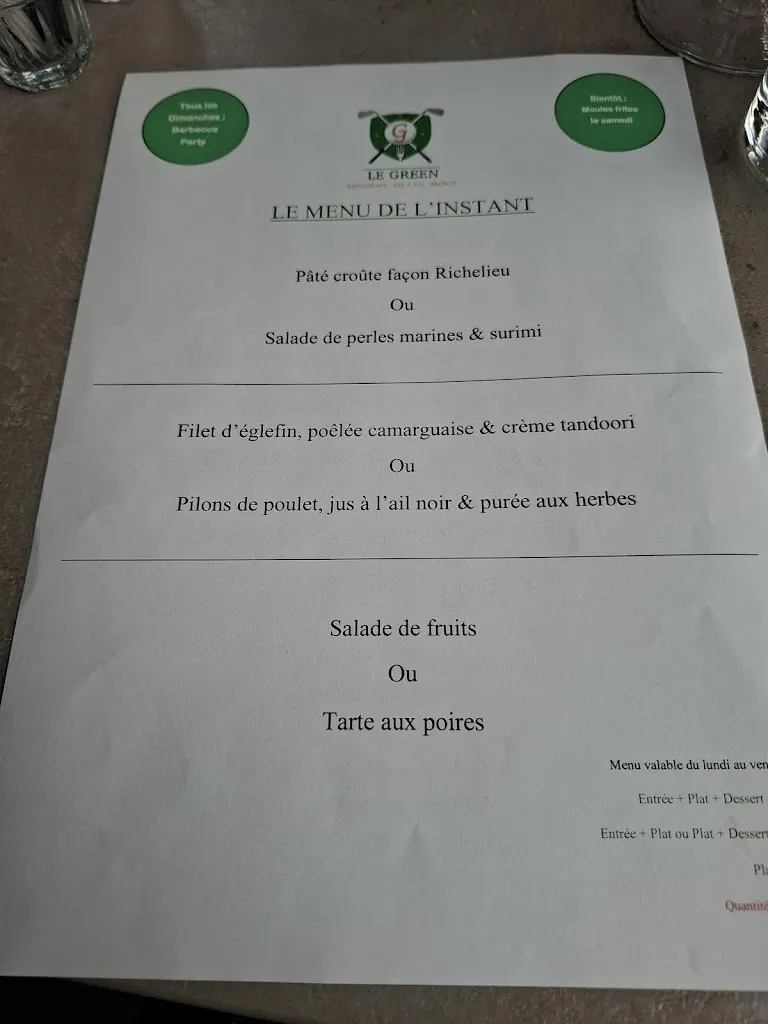 Tous les
Dimanches :
Barbecue
Party
Bientôt :
Moules frites
le samedi
G
LE GREEN
LE MENU DE L'INSTANT
Pâté croûte façon Richelieu
Ou
Salade de perles marines & surimi
Filet d'églefin, poêlée camarguaise & crème tandoori
Ou
Pilons de poulet, jus à l'ail noir & purée aux herbes
Salade de fruits
Ou
Tarte aux poires
Menu valable du lundi au ven
Entrée + Plat + Dessert
Entrée + Plat ou Plat + Dessert
Pla
Quantité